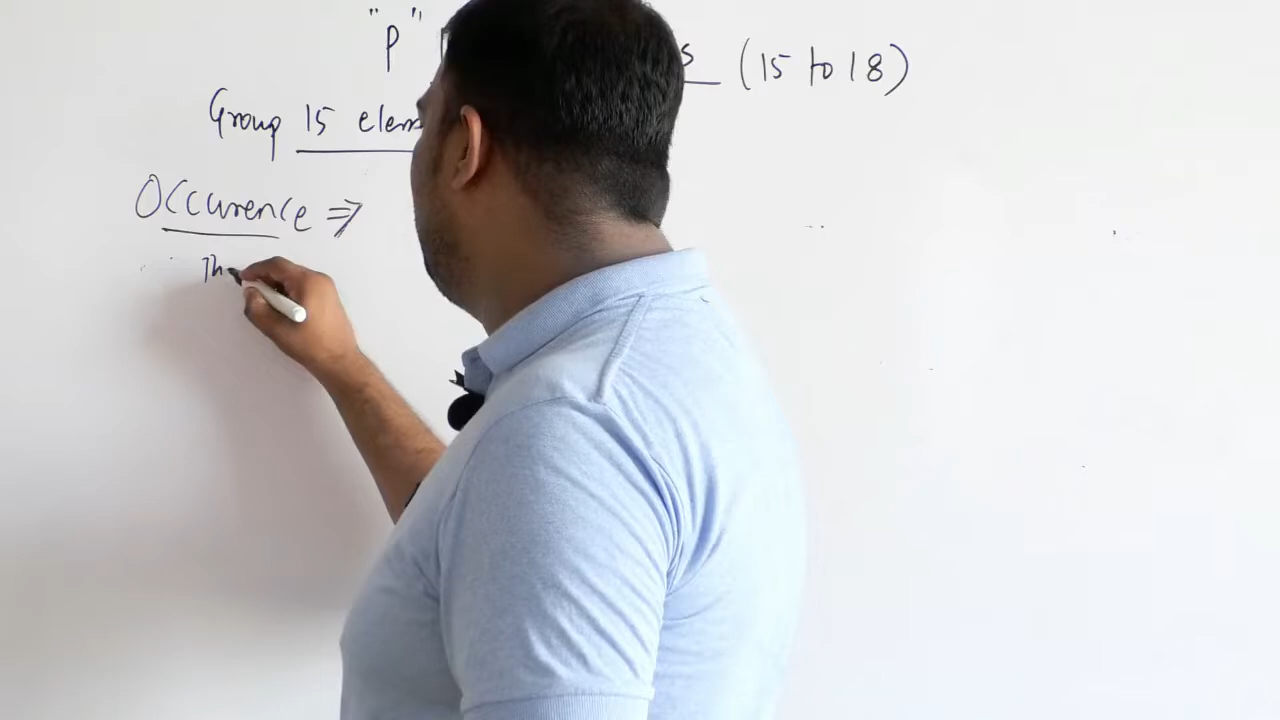 "P" s (15 to 18)
Group 15 elem
Occurence ⇒
Th